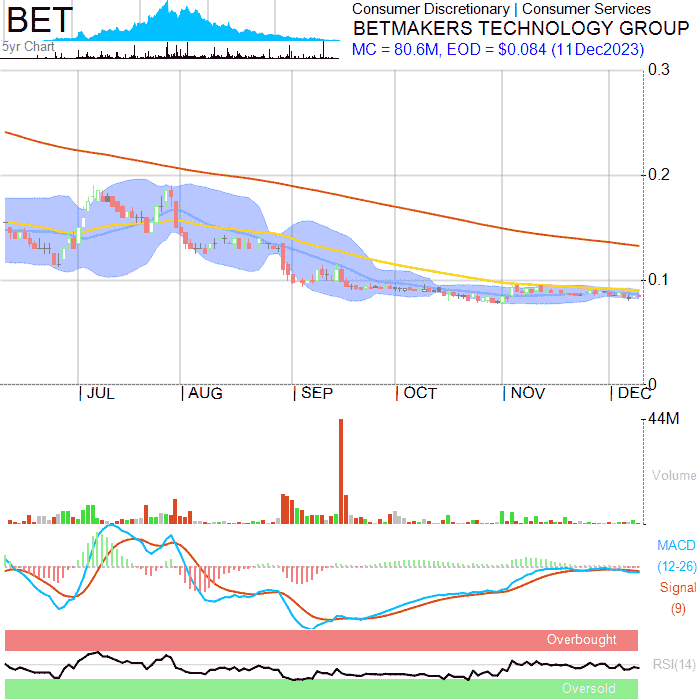 BET
5yr Chart
Consumer Discretionary | Consumer Services
BETMAKERS TECHNOLOGY GROUP
MC = 80.6M, EOD = $0.084 (11Dec2023)
0.3
0.2
0.1
0
JUL AUG SEP OCT NOV DEC
44M
Volume
MACD
(12-26)
Signal
(9)
Overbought
RSI(14)
Oversold